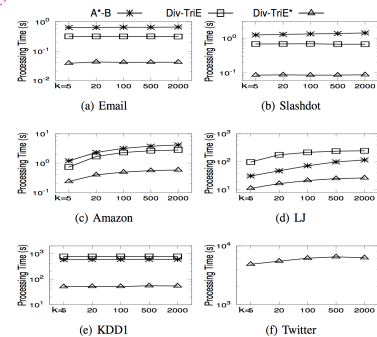 A*-B Div-TriE Div-TriE*
Processing Time (s)
10^0
10^-1
10^-2
K=5 20 100 500 2000
(a) Email
Processing Time (s)
10^0
10^-1
K=5 20 100 500 2000
(b) Slashdot
Processing Time (s)
10^1
10^0
10^-1
K=5 20 100 500 2000
(c) Amazon
Processing Time (s)
10^3
10^2
10^1
K=5 20 100 500 2000
(d) LJ
Processing Time (s)
10^3
10^2
10^1
K=5 20 100 500 2000
(e) KDD1
Processing Time (s)
10^4
10^3
K=5 20 100 500 2000
(f) Twitter